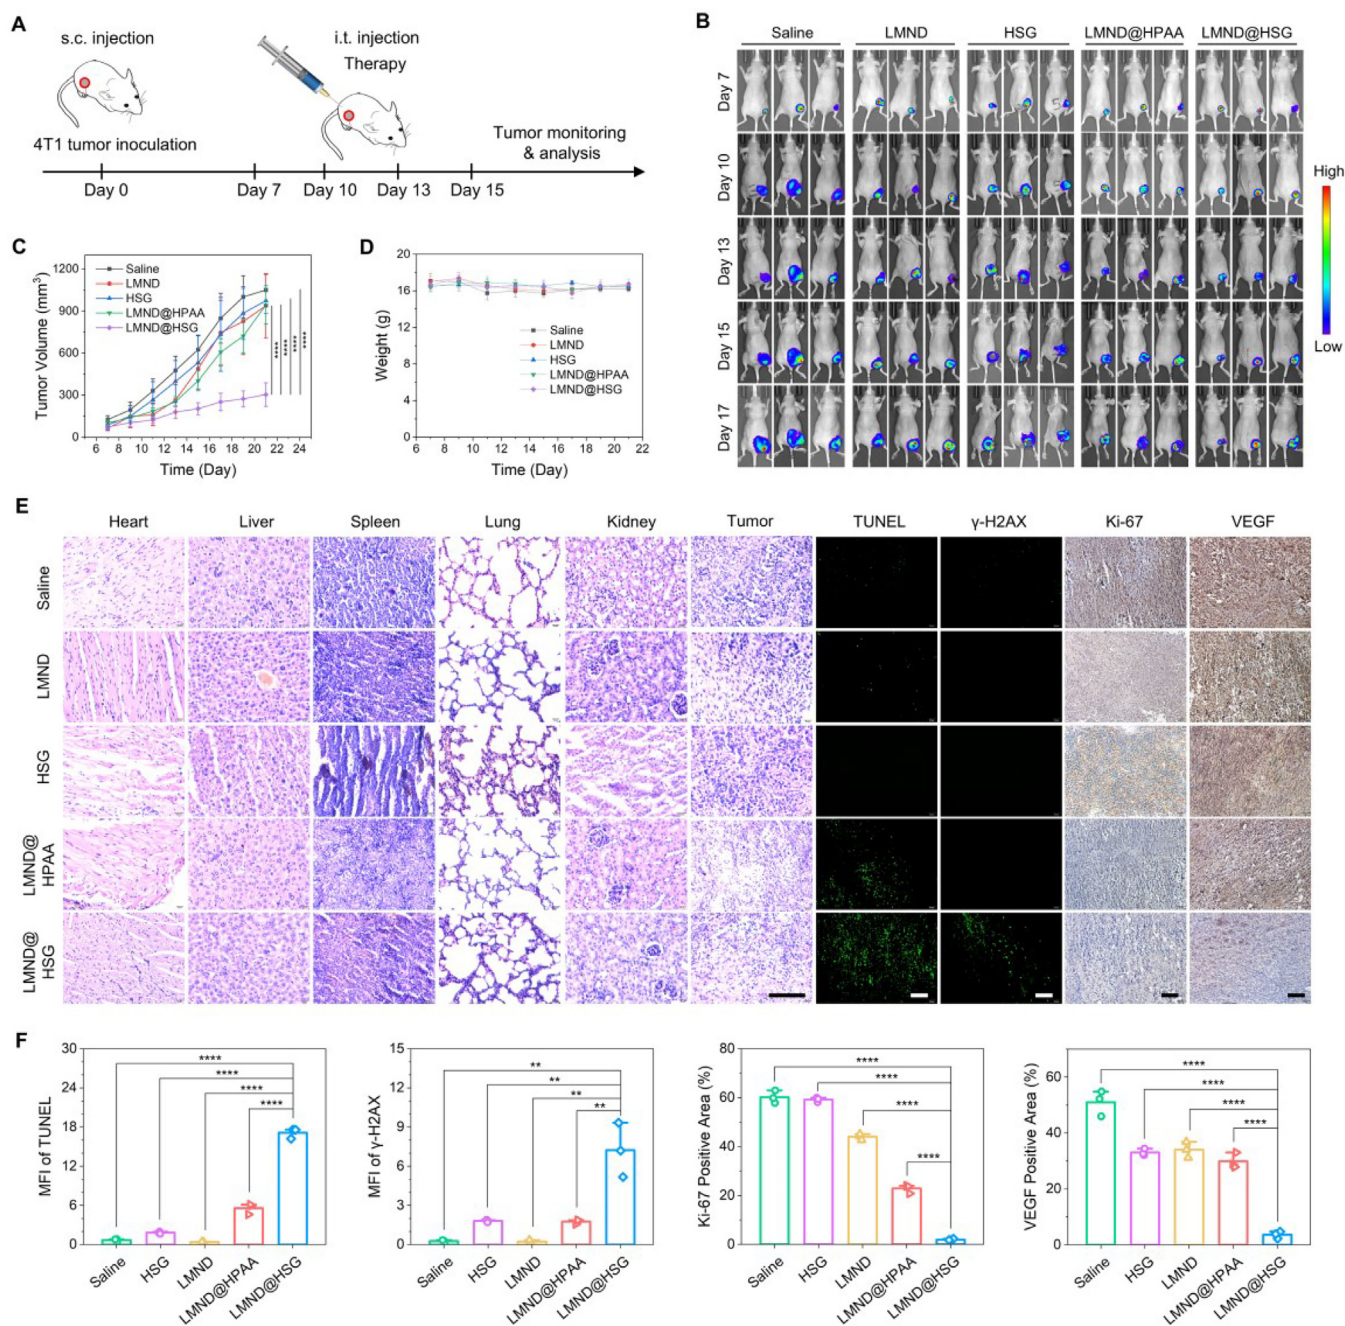 A
s.c. injection
i.t. injection
Therapy
4T1 tumor inoculation
Tumor monitoring
& analysis
Day 0
Day 7
Day 10
Day 13
Day 15
B
Saline
LMND
HSG
LMND@HPAA
LMND@HSG
Day 7
Day 10
Day 13
Day 15
Day 17
High
Low
C
Tumor Volume (mm³)
1200
900
600
300
0
Saline
LMND
HSG
LMND@HPAA
LMND@HSG
****
****
****
****
6 8 10 12 14 16 18 20 22 24
Time (Day)
D
Weight (g)
20
16
12
8
4
0
Saline
LMND
HSG
LMND@HPAA
LMND@HSG
6 8 10 12 14 16 18 20 22
Time (Day)
E
Heart Liver Spleen Lung Kidney Tumor TUNEL γ-H2AX Ki-67 VEGF
Saline
LMND
HSG
LMND@
HPAA
LMND@
HSG
F
MFI of TUNEL
30
24
18
12
6
0
****
****
****
****
Saline
HSG
LMND
LMND@HPAA
LMND@HSG
MFI of γ-H2AX
15
12
9
6
3
0
**
**
**
**
Saline
HSG
LMND
LMND@HPAA
LMND@HSG
Ki-67 Positive Area (%)
80
60
40
20
0
****
****
****
****
Saline
HSG
LMND
LMND@HPAA
LMND@HSG
VEGF Positive Area (%)
60
40
20
0
****
****
****
****
Saline
HSG
LMND
LMND@HPAA
LMND@HSG